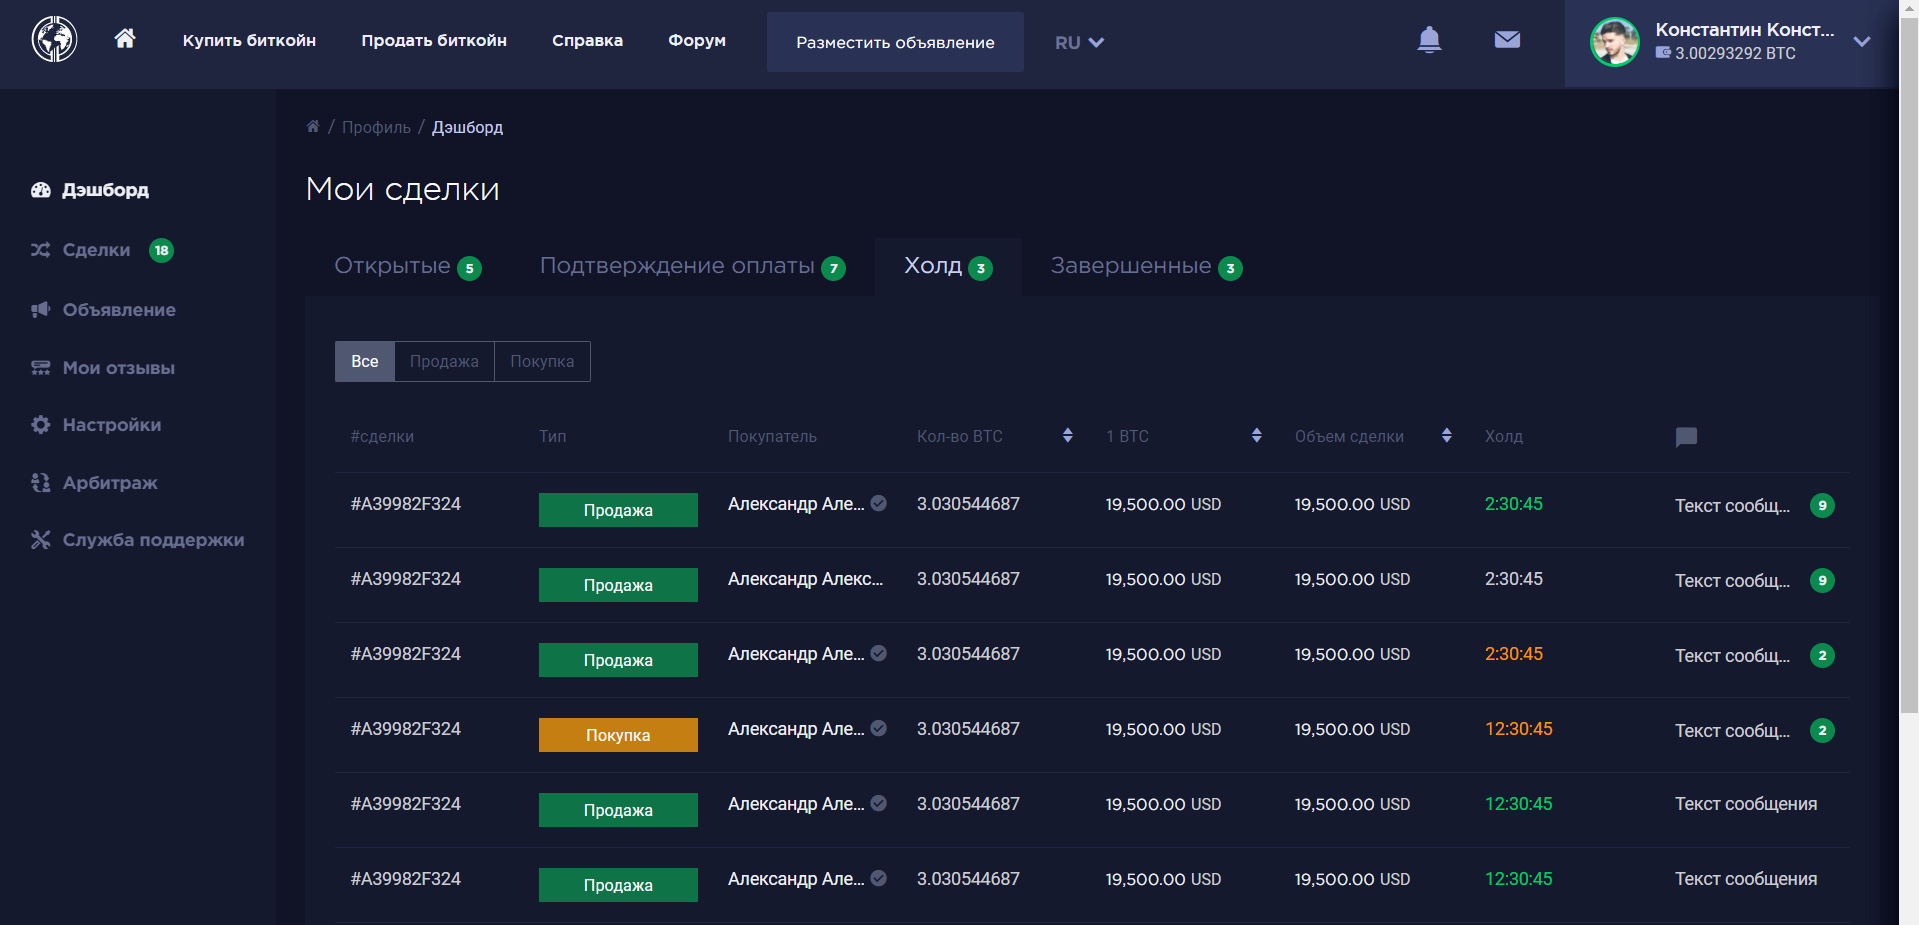 Купить биткойн
Продать биткойн
Справка
Форум
Разместить объявление
RU
Константин Конст...
3.00293292 BTC
/ Профиль / Дэшборд
Дэшборд
Сделки 18
Объявление
Мои отзывы
Настройки
Арбитраж
Служба поддержки
Мои сделки
Открытые 5
Подтверждение оплаты 7
Холд 3
Завершенные 3
Все
Продажа
Покупка
#сделки Тип Покупатель Кол-во BTC 1 BTC Объем сделки Холд
#A39982F324 Продажа Александр Але... 3.030544687 19,500.00 USD 19,500.00 USD 2:30:45 Текст сообщ... 9
#A39982F324 Продажа Александр Алекс... 3.030544687 19,500.00 USD 19,500.00 USD 2:30:45 Текст сообщ... 9
#A39982F324 Продажа Александр Але... 3.030544687 19,500.00 USD 19,500.00 USD 2:30:45 Текст сообщ... 2
#A39982F324 Покупка Александр Але... 3.030544687 19,500.00 USD 19,500.00 USD 12:30:45 Текст сообщ... 2
#A39982F324 Продажа Александр Але... 3.030544687 19,500.00 USD 19,500.00 USD 12:30:45 Текст сообщения
#A39982F324 Продажа Александр Але... 3.030544687 19,500.00 USD 19,500.00 USD 12:30:45 Текст сообщения